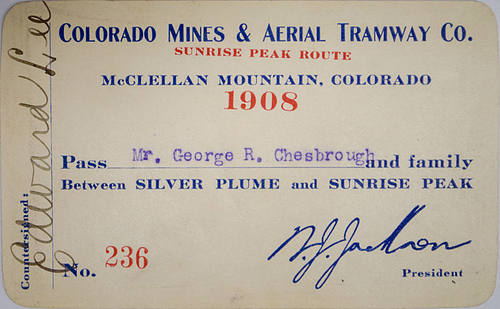 COLORADO MINES & AERIAL TRAMWAY CO.
SUNRISE PEAK ROUTE
MCCLELLAN MOUNTAIN, COLORADO
1908
Pass Mr. George R. Chesbrough and family
Between SILVER PLUME and SUNRISE PEAK
No. 236
N.J. Jackson
President
Countersigned: Edward Lee